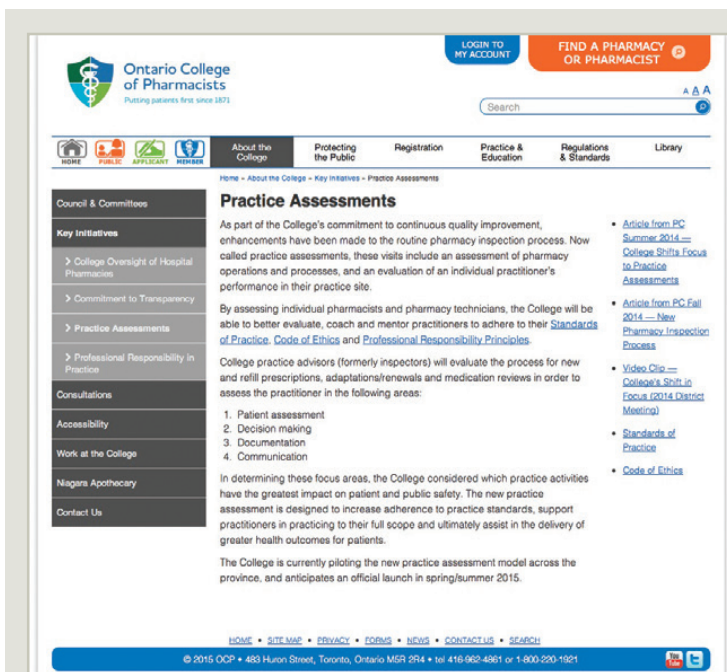 Ontario College
of Pharmacists
Putting patients first since 1871
LOGIN TO
MY ACCOUNT
FIND A PHARMACY
OR PHARMACIST
A A A
Search
HOME
PUBLIC
APPLICANT
MEMBER
About the
College
Protecting
the Public
Registration
Practice &
Education
Regulations
& Standards
Library
Home » About the College » Key Initiatives » Practice Assessments
Council & Committees
Key Initiatives
> College Oversight of Hospital
Pharmacies
> Commitment to Transparency
> Practice Assessments
> Professional Responsibility in
Practice
Consultations
Accessibility
Work at the College
Niagara Apothecary
Contact Us
Practice Assessments
As part of the College's commitment to continuous quality improvement,
enhancements have been made to the routine pharmacy inspection process. Now
called practice assessments, these visits include an assessment of pharmacy
operations and processes, and an evaluation of an individual practitioner's
performance in their practice site.
By assessing individual pharmacists and pharmacy technicians, the College will be
able to better evaluate, coach and mentor practitioners to adhere to their Standards
of Practice, Code of Ethics and Professional Responsibility Principles.
College practice advisors (formerly inspectors) will evaluate the process for new
and refill prescriptions, adaptations/renewals and medication reviews in order to
assess the practitioner in the following areas:
1. Patient assessment
2. Decision making
3. Documentation
4. Communication
In determining these focus areas, the College considered which practice activities
have the greatest impact on patient and public safety. The new practice
assessment is designed to increase adherence to practice standards, support
practitioners in practicing to their full scope and ultimately assist in the delivery of
greater health outcomes for patients.
The College is currently piloting the new practice assessment model across the
province, and anticipates an official launch in spring/summer 2015.
• Article from PC
Summer 2014 —
College Shifts Focus
to Practice
Assessments
• Article from PC Fall
2014 — New
Pharmacy Inspection
Process
• Video Clip —
College's Shift in
Focus (2014 District
Meeting)
• Standards of
Practice
• Code of Ethics
HOME • SITE MAP • PRIVACY • FORMS • NEWS • CONTACT US • SEARCH
© 2015 OCP • 483 Huron Street, Toronto, Ontario M5R 2R4 • tel 416-962-4861 or 1-800-220-1921
You Tube